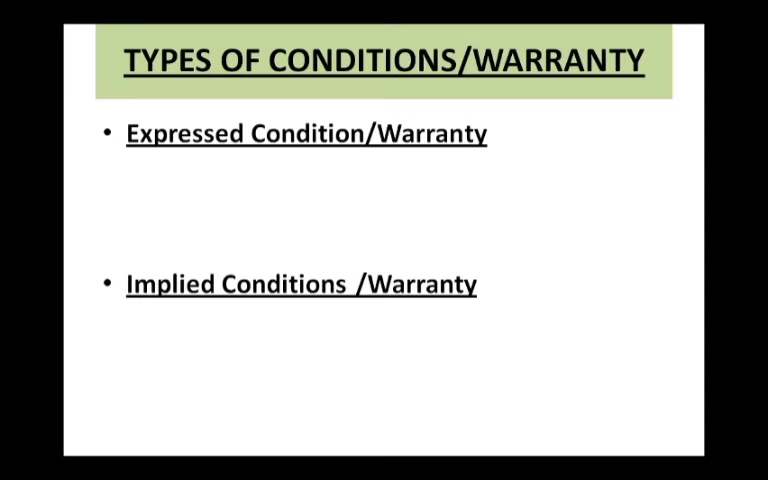 TYPES OF CONDITIONS/WARRANTY
• Expressed Condition/Warranty
• Implied Conditions /Warranty